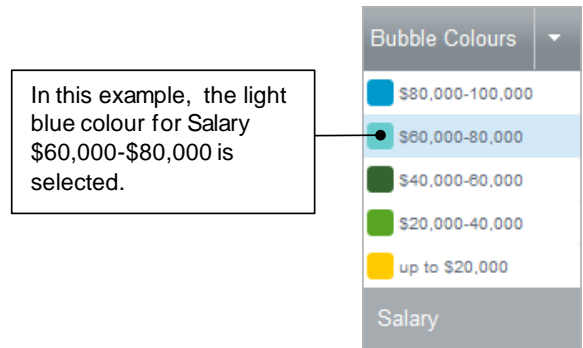 Bubble Colours
In this example, the light
blue colour for Salary
$60,000-$80,000 is
selected.
$80,000-100,000
$60,000-80,000
$40,000-60,000
$20,000-40,000
up to $20,000
Salary